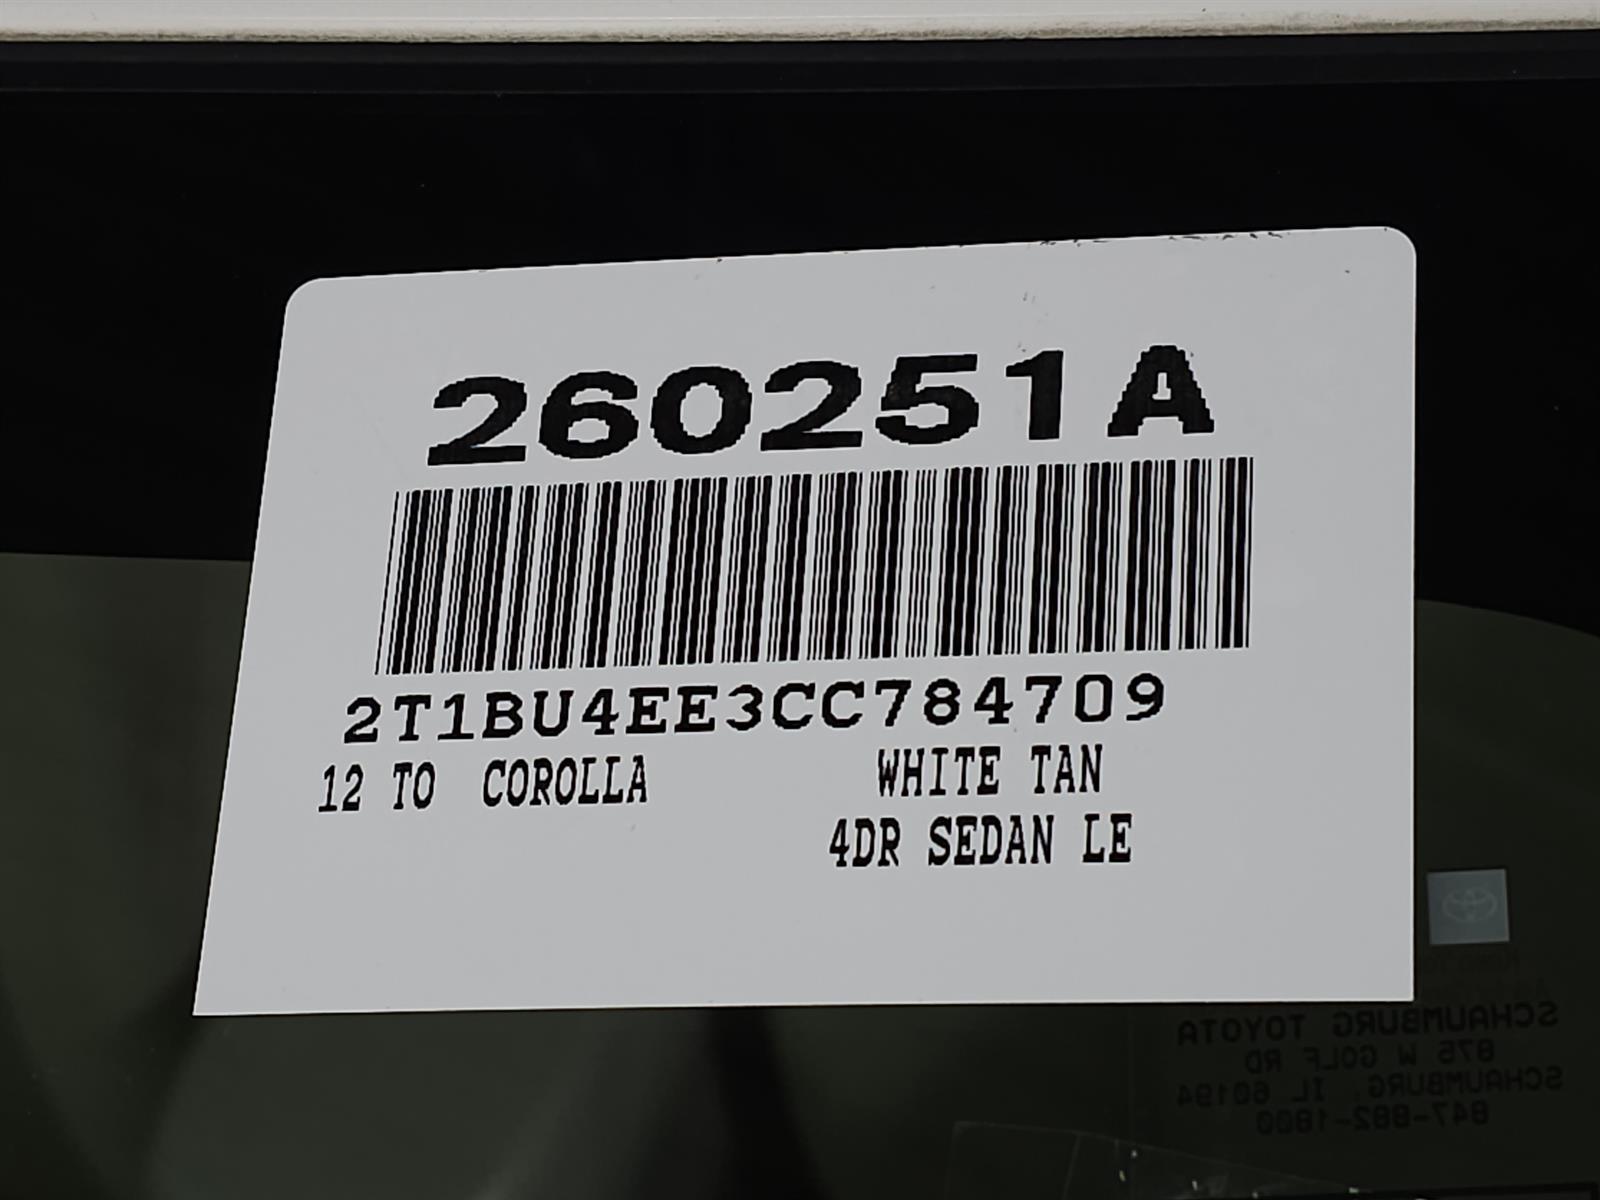 260251A
2T1BU4EE3CC784709
12 TO COROLLA WHITE TAN
4DR SEDAN LE
SCHAUMBURG TOYOTA
875 W GOLF RD
SCHAUMBURG, IL 60194
847-882-1800